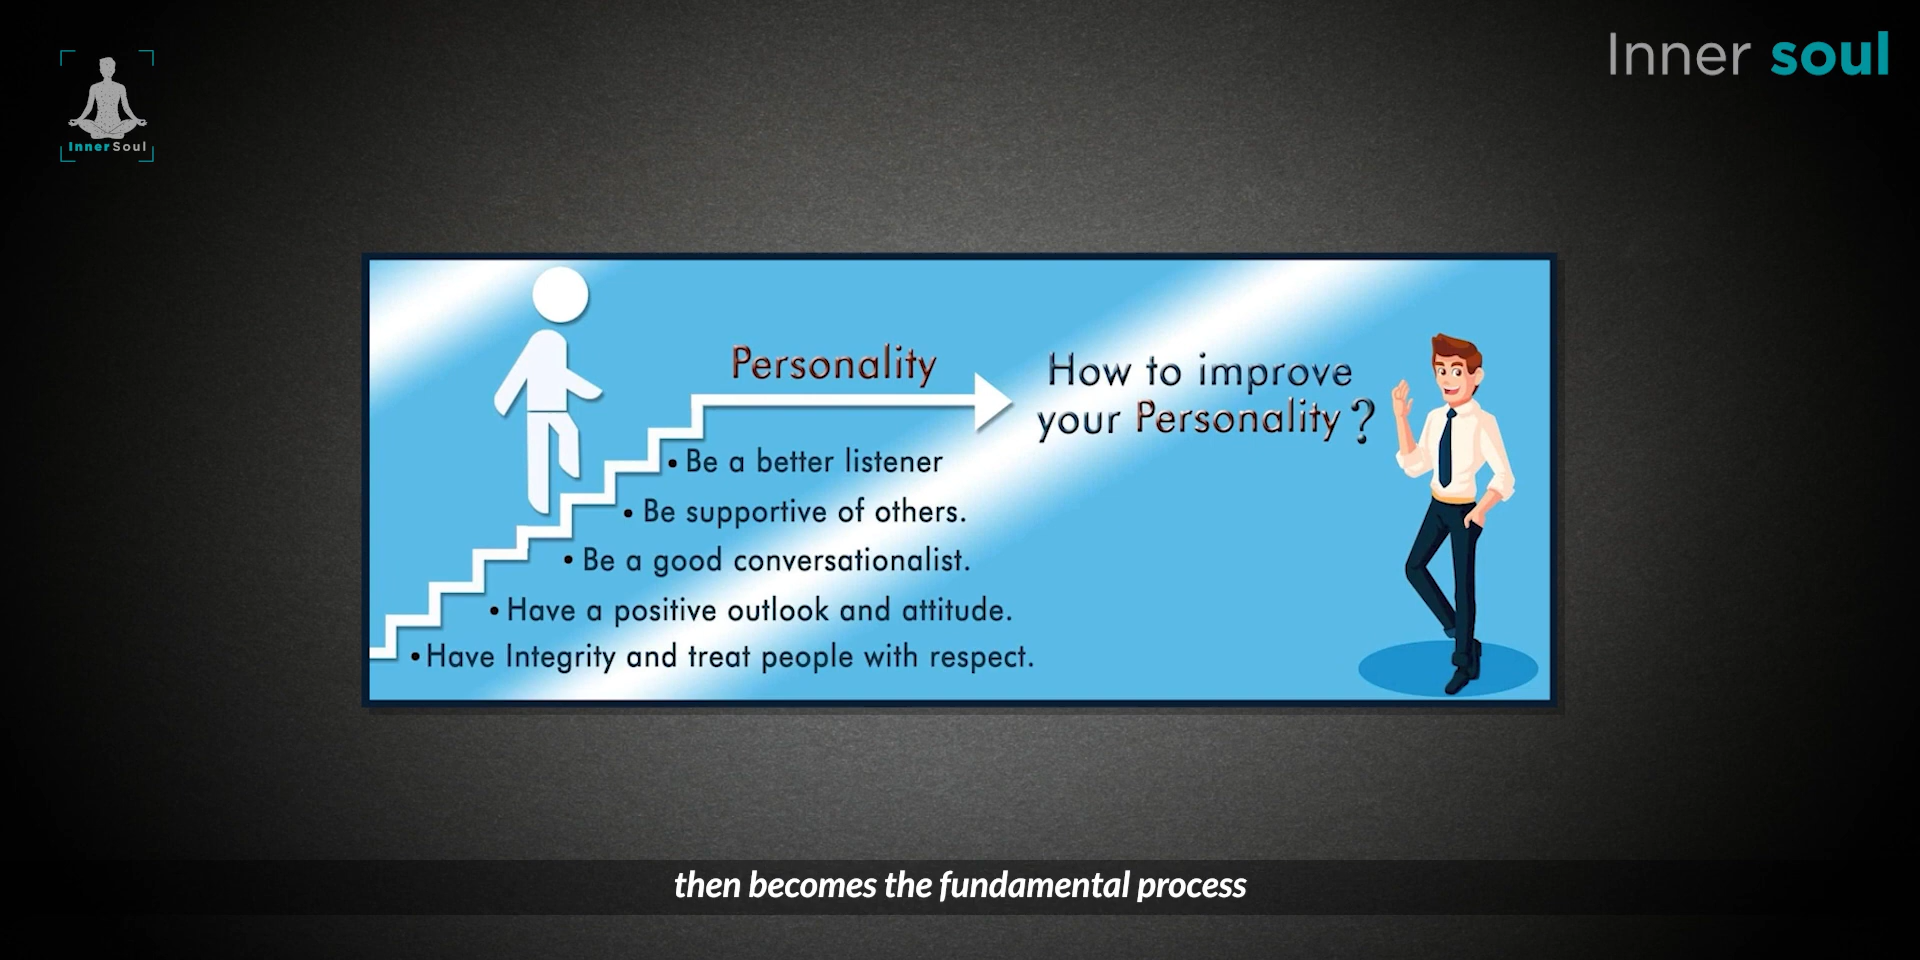 Inner soul
InnerSoul
Personality
How to improve
your Personality ?
• Be a better listener
• Be supportive of others.
• Be a good conversationalist.
• Have a positive outlook and attitude.
• Have Integrity and treat people with respect.
then becomes the fundamental process